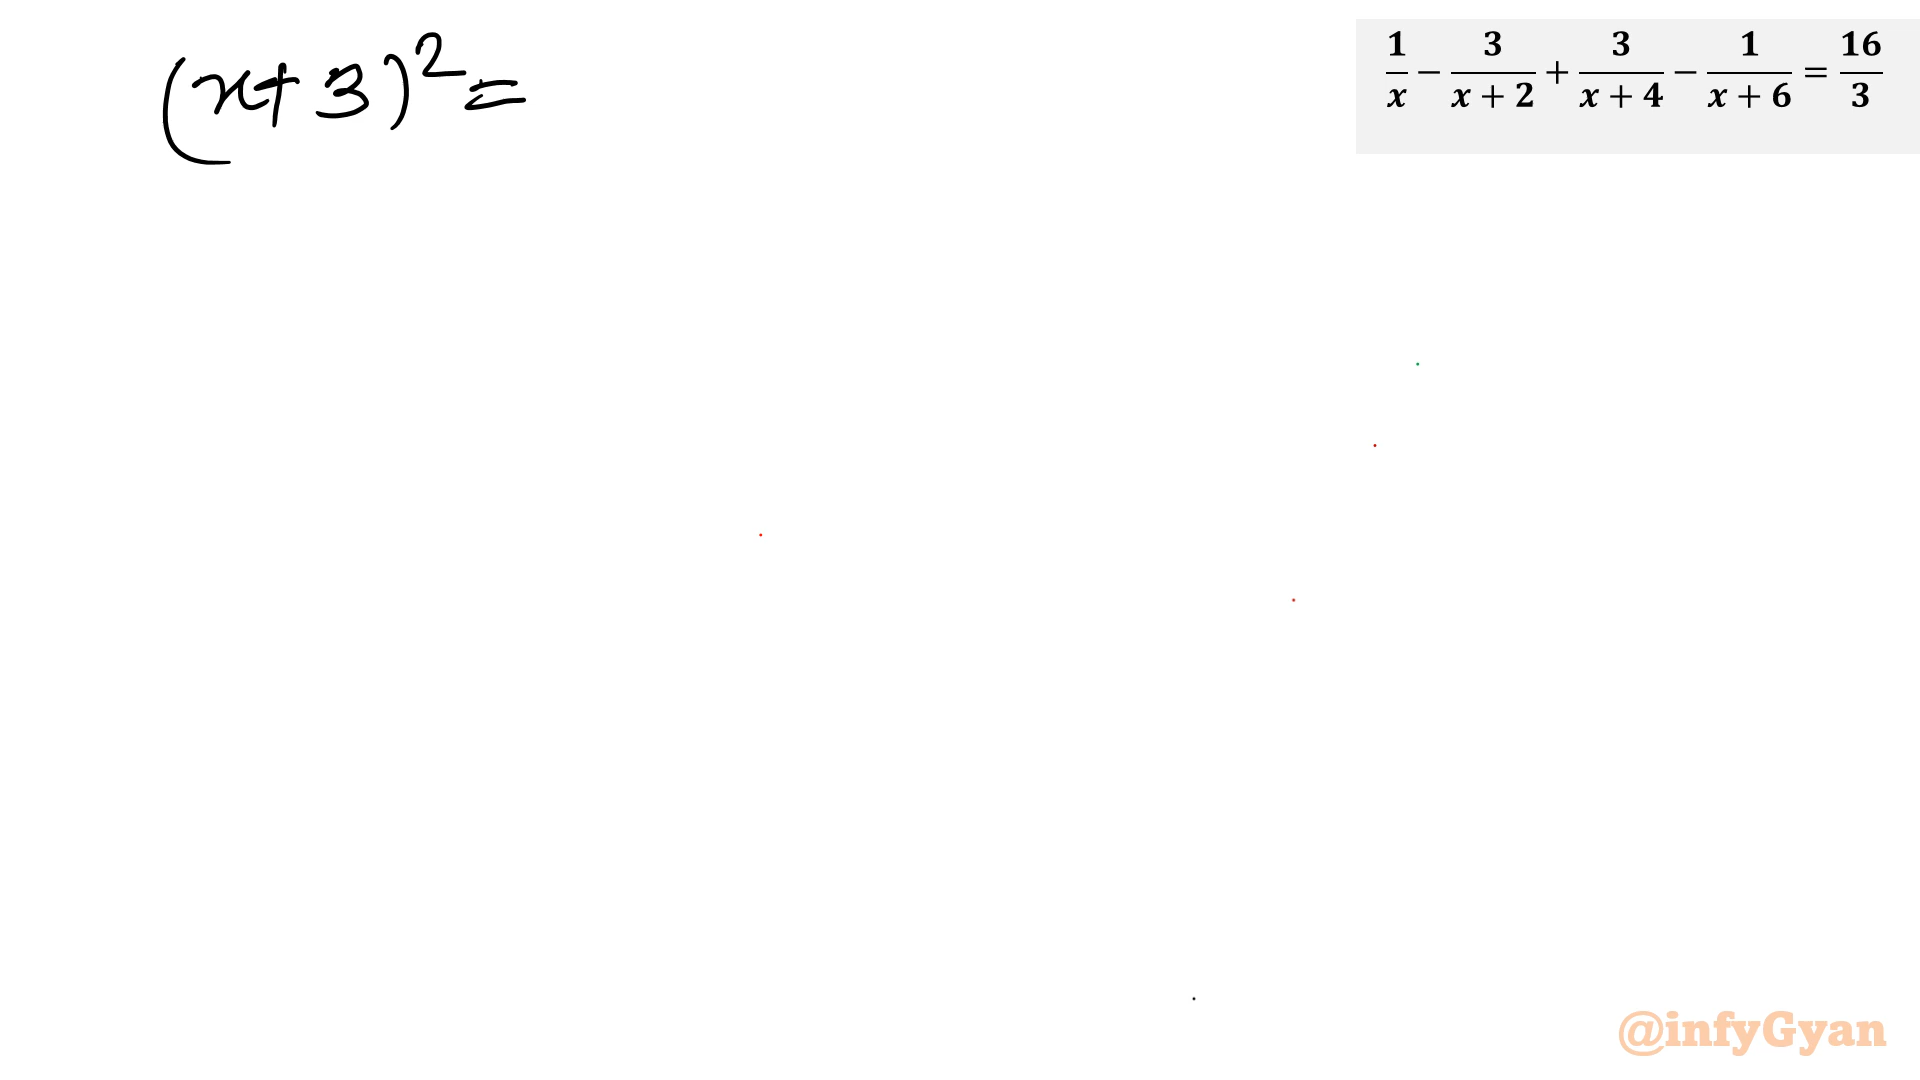 (x+3)² =
1/x − 3/(x + 2) + 3/(x + 4) − 1/(x + 6) = 16/3
@infyGyan